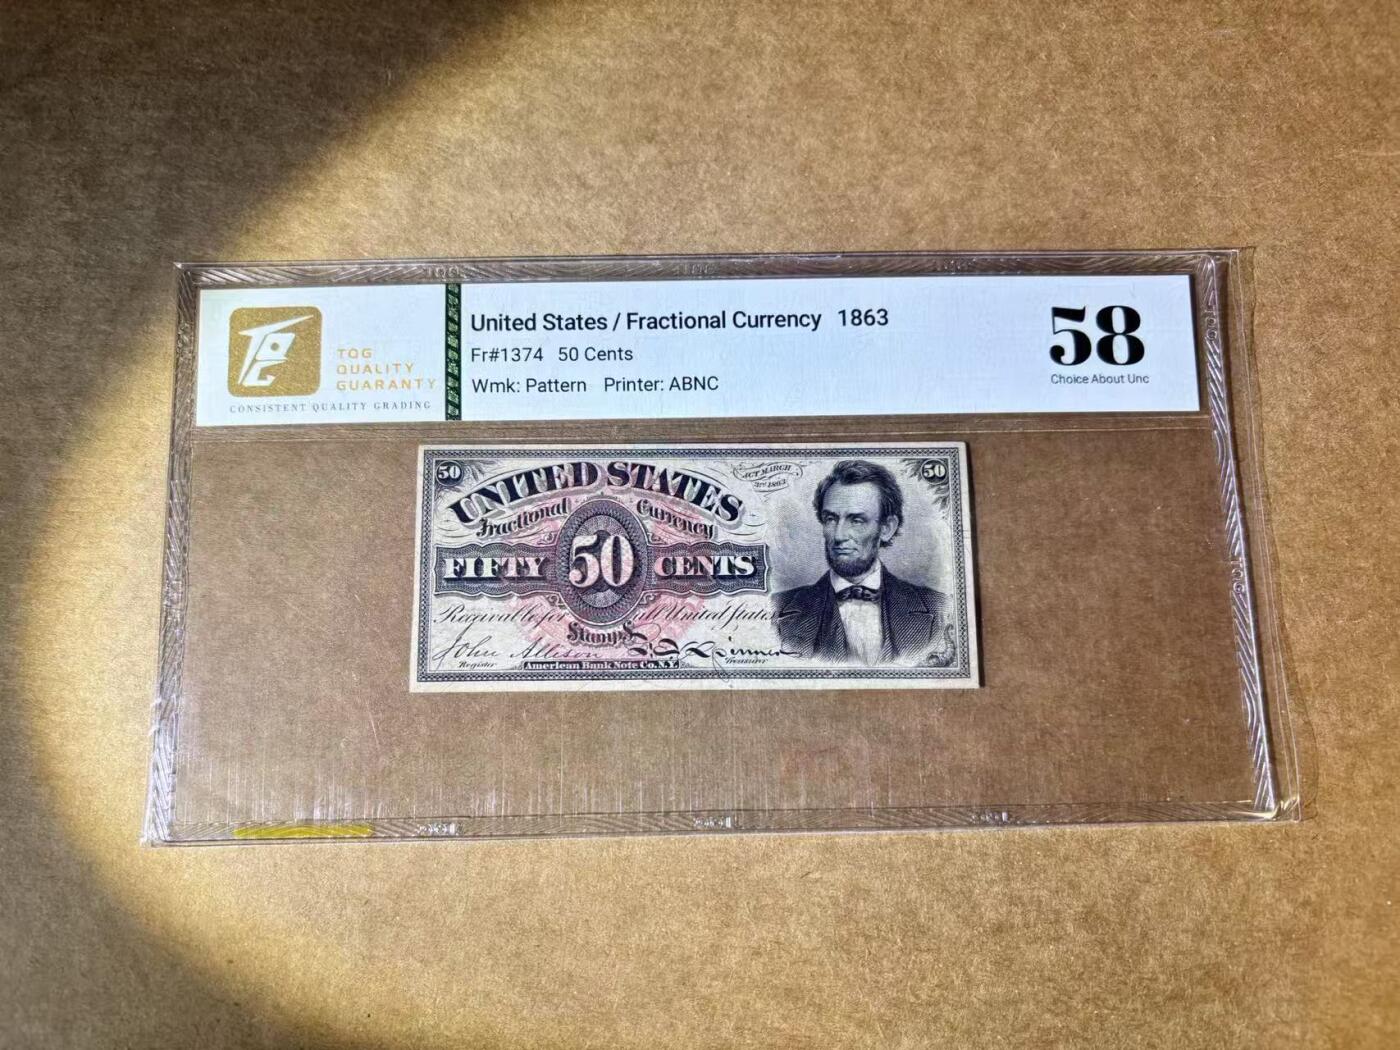 TQG
QUALITY
GUARANTY
CONSISTENT QUALITY GRADING
United States / Fractional Currency 1863
Fr#1374 50 Cents
Wmk: Pattern Printer: ABNC
58
Choice About Unc
50
UNITED STATES
ACT MARCH
3rd 1863
50
Fractional Currency
FIFTY 50 CENTS
Receivable for all United States
Stamps
John Allison
Register
American Bank Note Co. N.Y.
Treasurer